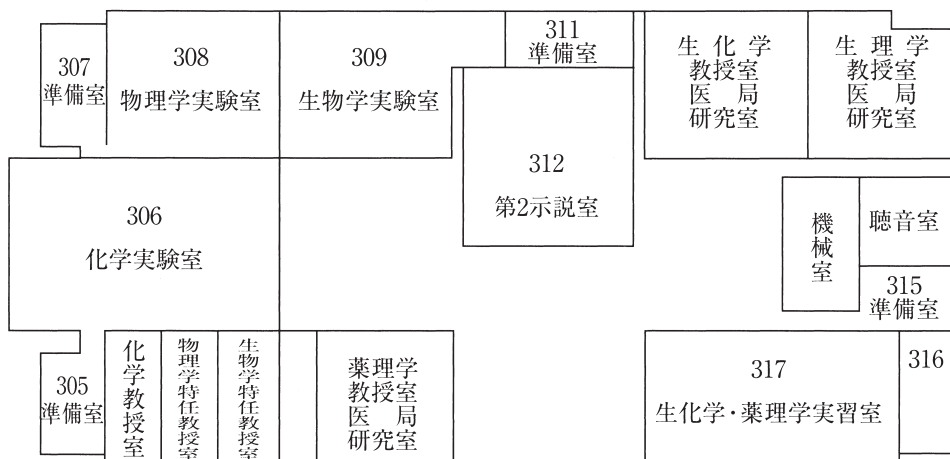 307
準備室
308
物理学実験室
309
生物学実験室
311
準備室
生化学
教授室
医局
研究室
生理学
教授室
医局
研究室
306
化学実験室
312
第2示説室
機械室
聴音室
315
準備室
305
準備室
化学教授室
物理学特任教授室
生物学特任教授室
薬理学
教授室
医局
研究室
317
生化学・薬理学実習室
316